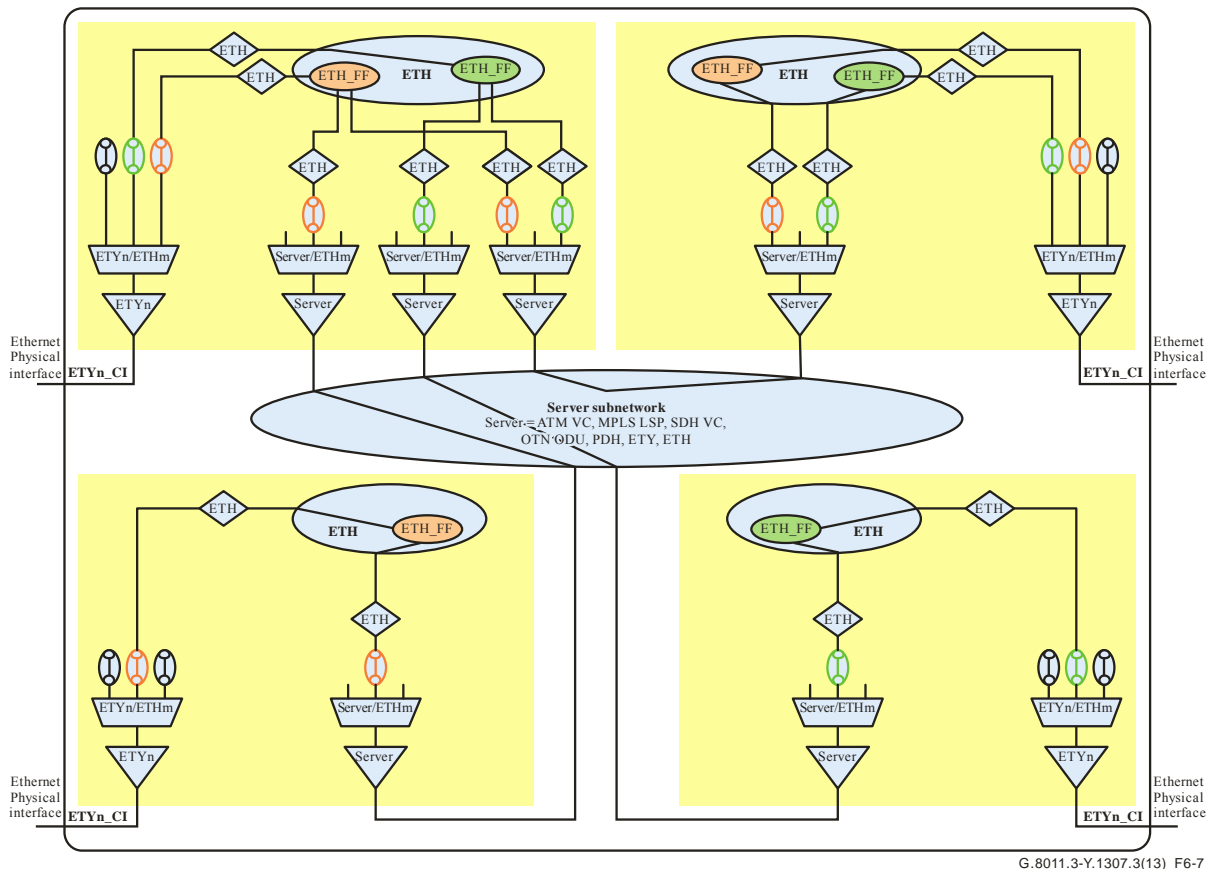 ETH
ETH
ETH_FF
ETH
ETH_FF
ETH
ETH
ETH
ETH
ETYn/ETHm
Server/ETHm
Server/ETHm
Server/ETHm
ETYn
Server
Server
Server
Ethernet
Physical
interface
ETYn_CI
ETH_FF
ETH
ETH_FF
ETH
ETH
ETH
ETH
Server/ETHm
ETYn/ETHm
Server
ETYn
Ethernet
Physical
interface
ETYn_CI
Server subnetwork
Server = ATM VC, MPLS LSP, SDH VC,
OTN ODU, PDH, ETY, ETH
ETH
ETH
ETH_FF
ETH
ETYn/ETHm
Server/ETHm
ETYn
Server
Ethernet
Physical
interface
ETYn_CI
ETH_FF
ETH
ETH
ETH
Server/ETHm
ETYn/ETHm
Server
ETYn
Ethernet
Physical
interface
ETYn_CI
G.8011.3-Y.1307.3(13)_F6-7